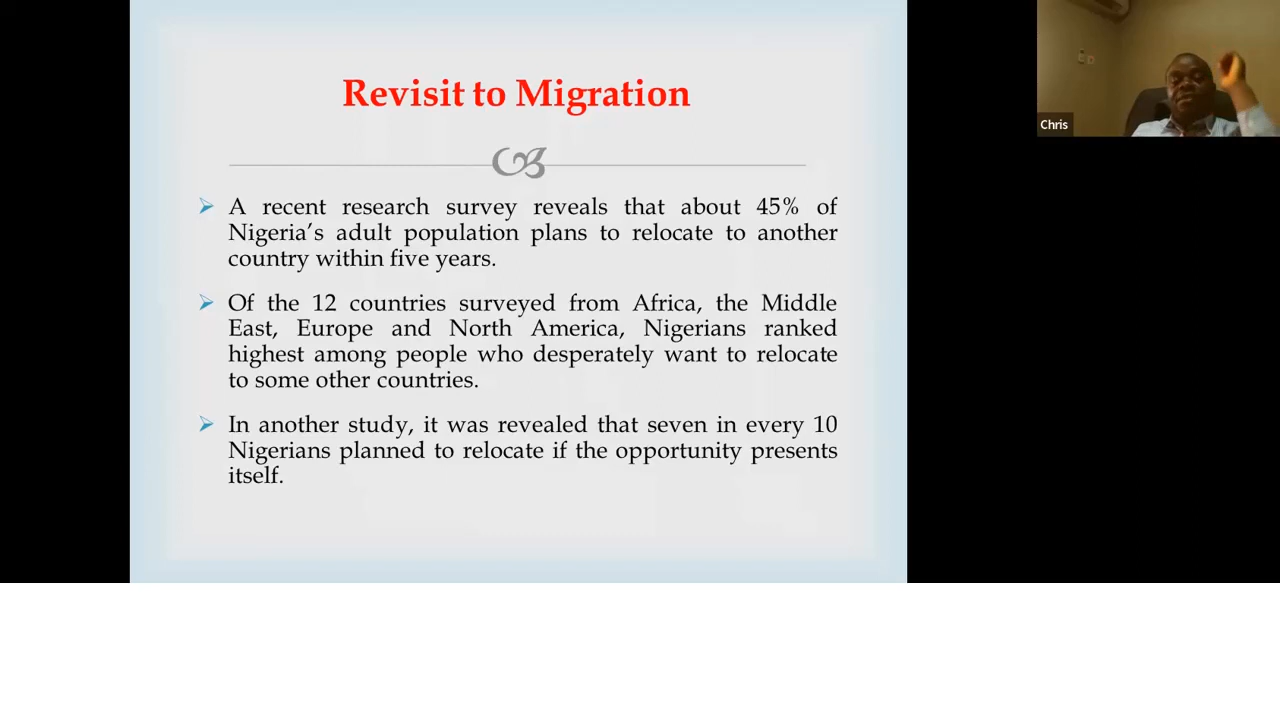 Revisit to Migration
A recent research survey reveals that about 45% of
Nigeria's adult population plans to relocate to another
country within five years.
Of the 12 countries surveyed from Africa, the Middle
East, Europe and North America, Nigerians ranked
highest among people who desperately want to relocate
to some other countries.
In another study, it was revealed that seven in every 10
Nigerians planned to relocate if the opportunity presents
itself.
Chris